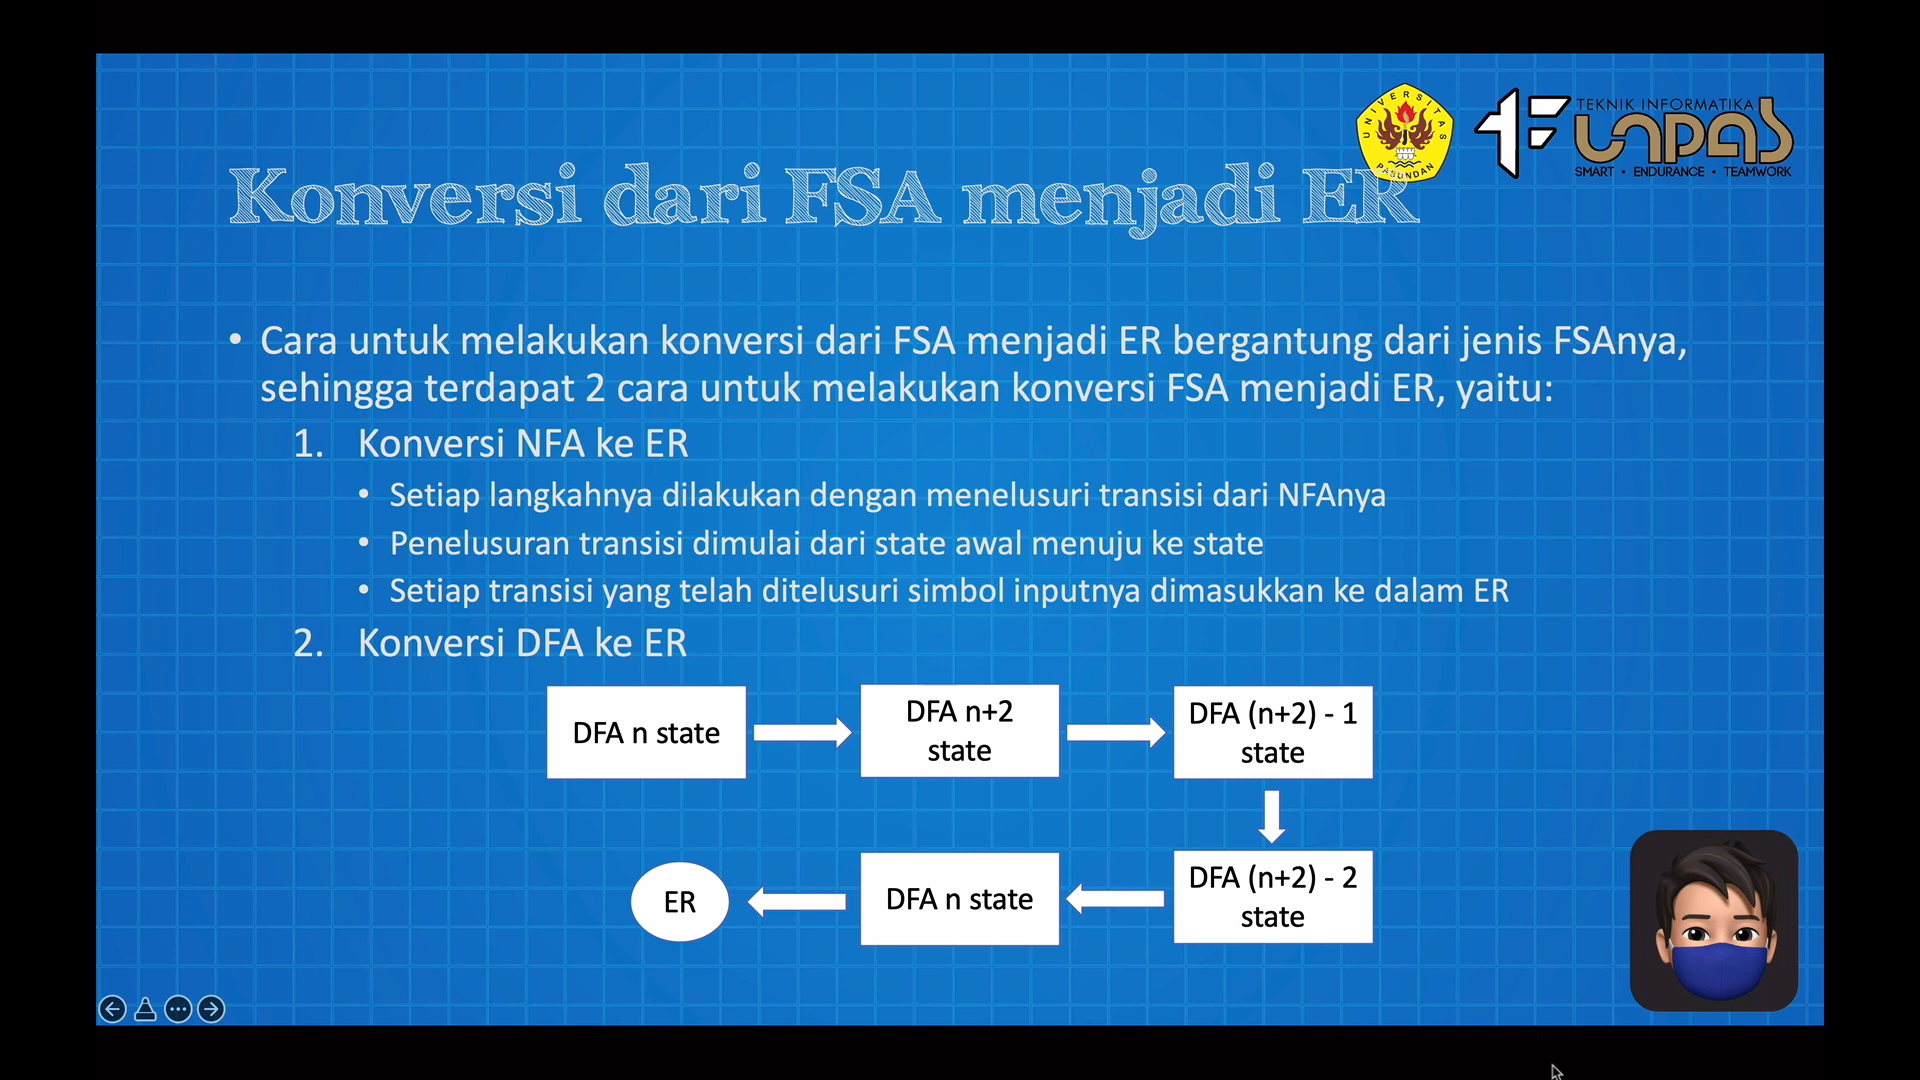 UNIVERSITAS
PASUNDAN
TEKNIK INFORMATIKA
UNPAS
SMART • ENDURANCE • TEAMWORK
Konversi dari FSA menjadi ER
• Cara untuk melakukan konversi dari FSA menjadi ER bergantung dari jenis FSAnya,
sehingga terdapat 2 cara untuk melakukan konversi FSA menjadi ER, yaitu:
1. Konversi NFA ke ER
• Setiap langkahnya dilakukan dengan menelusuri transisi dari NFAnya
• Penelusuran transisi dimulai dari state awal menuju ke state
• Setiap transisi yang telah ditelusuri simbol inputnya dimasukkan ke dalam ER
2. Konversi DFA ke ER
DFA n state
DFA n+2
state
DFA (n+2) - 1
state
DFA (n+2) - 2
state
DFA n state
ER